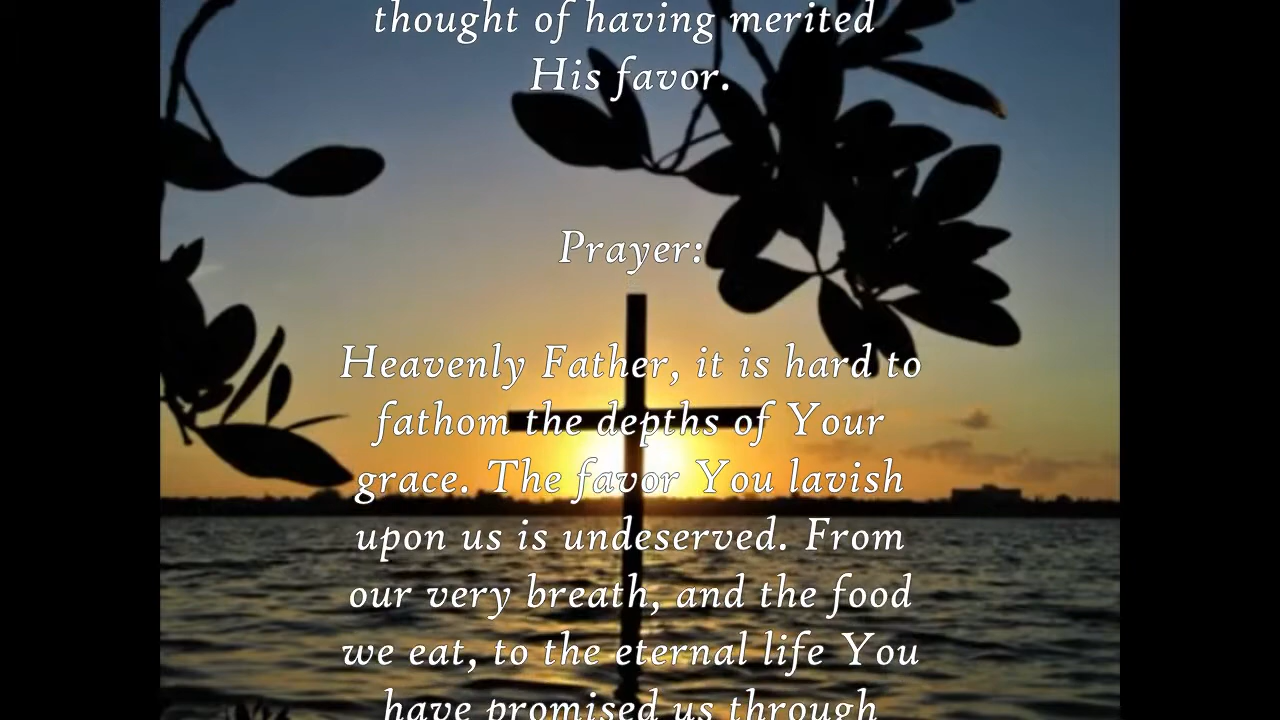 thought of having merited
His favor.
Prayer:
Heavenly Father, it is hard to
fathom the depths of Your
grace. The favor You lavish
upon us is undeserved. From
our very breath, and the food
we eat, to the eternal life You
have promised us through